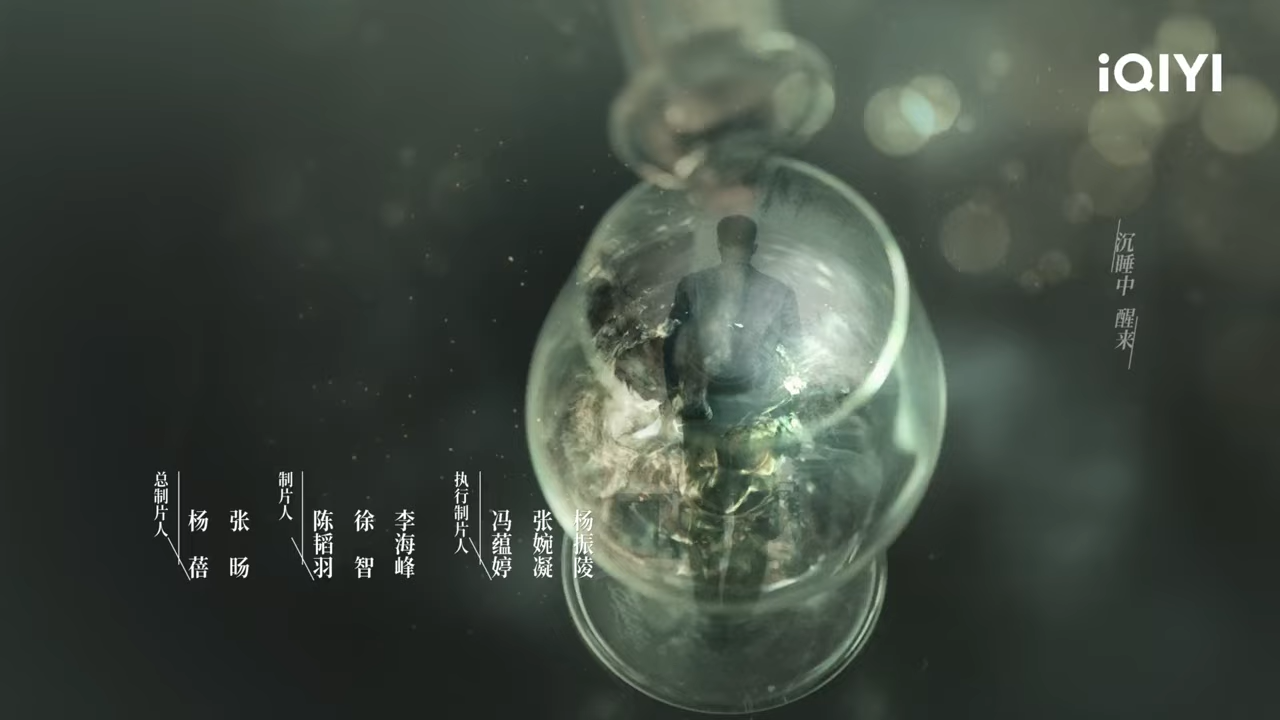 iQIYI
沉睡中 醒来
总制片人
杨蓓
张旸
制片人
陈韬羽
徐智
李海峰
执行制片人
冯蕴婷
张婉凝
杨振陵